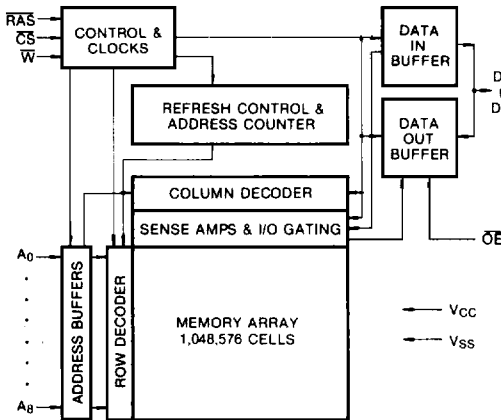 RAS
CS
W
CONTROL &
CLOCKS
DATA
IN
BUFFER
REFRESH CONTROL &
ADDRESS COUNTER
DATA
OUT
BUFFER
D
D
COLUMN DECODER
SENSE AMPS & I/O GATING
OE
A0
A8
ADDRESS BUFFERS
ROW DECODER
MEMORY ARRAY
1,048,576 CELLS
VCC
VSS